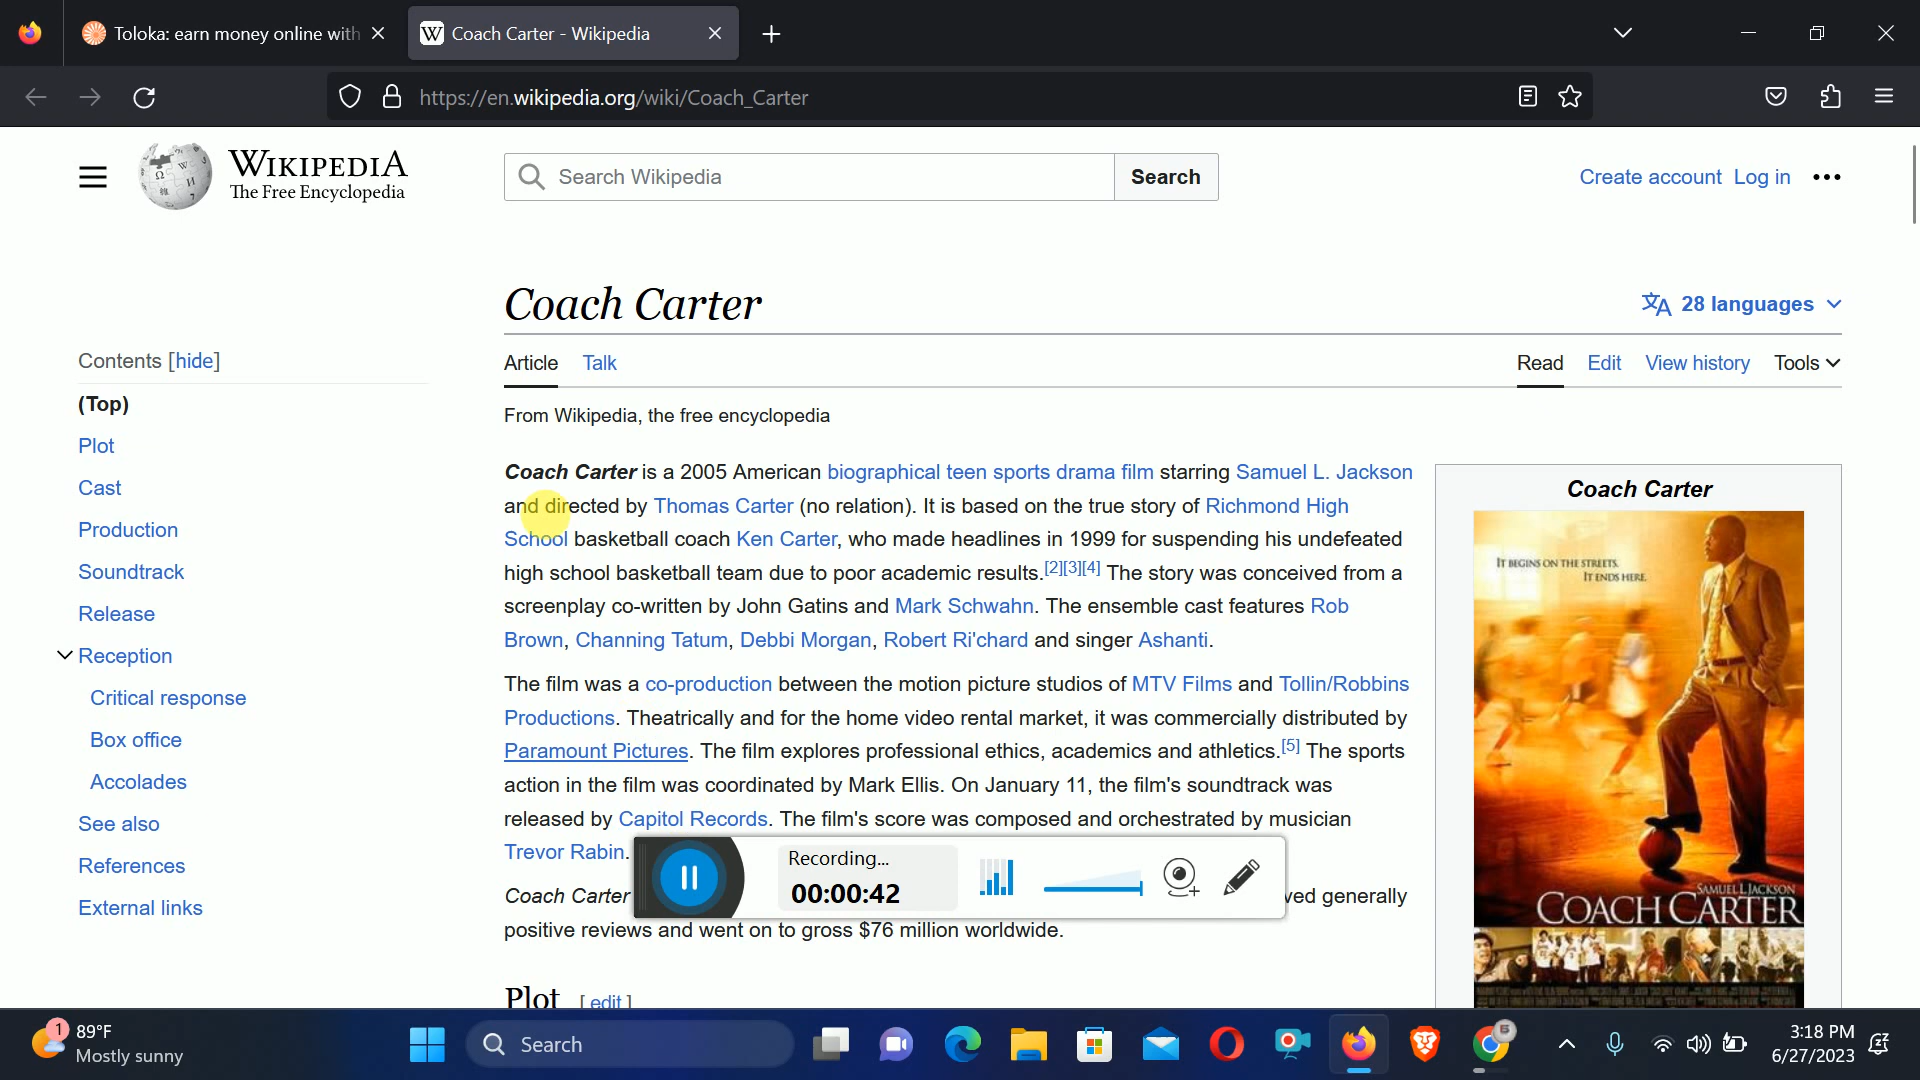 Toloka: earn money online with
Coach Carter - Wikipedia
https://en.wikipedia.org/wiki/Coach_Carter
WIKIPEDIA
The Free Encyclopedia
Search Wikipedia
Search
Create account Log in
Coach Carter
28 languages
Contents [hide]
Article Talk
Read Edit View history Tools
(Top)
Plot
Cast
Production
Soundtrack
Release
Reception
Critical response
Box office
Accolades
See also
References
External links
From Wikipedia, the free encyclopedia
Coach Carter is a 2005 American biographical teen sports drama film starring Samuel L. Jackson
and directed by Thomas Carter (no relation). It is based on the true story of Richmond High
School basketball coach Ken Carter, who made headlines in 1999 for suspending his undefeated
high school basketball team due to poor academic results.[2][3][4] The story was conceived from a
screenplay co-written by John Gatins and Mark Schwahn. The ensemble cast features Rob
Brown, Channing Tatum, Debbi Morgan, Robert Ri'chard and singer Ashanti.
The film was a co-production between the motion picture studios of MTV Films and Tollin/Robbins
Productions. Theatrically and for the home video rental market, it was commercially distributed by
Paramount Pictures. The film explores professional ethics, academics and athletics.[5] The sports
action in the film was coordinated by Mark Ellis. On January 11, the film's soundtrack was
released by Capitol Records. The film's score was composed and orchestrated by musician
Trevor Rabin.
Coach Carter
ved generally
positive reviews and went on to gross $76 million worldwide.
Plot [ edit ]
Recording...
00:00:42
Coach Carter
IT BEGINS ON THE STREETS.
IT ENDS HERE.
SAMUEL L. JACKSON
COACH CARTER
1
89°F
Mostly sunny
Search
5
3:18 PM
6/27/2023